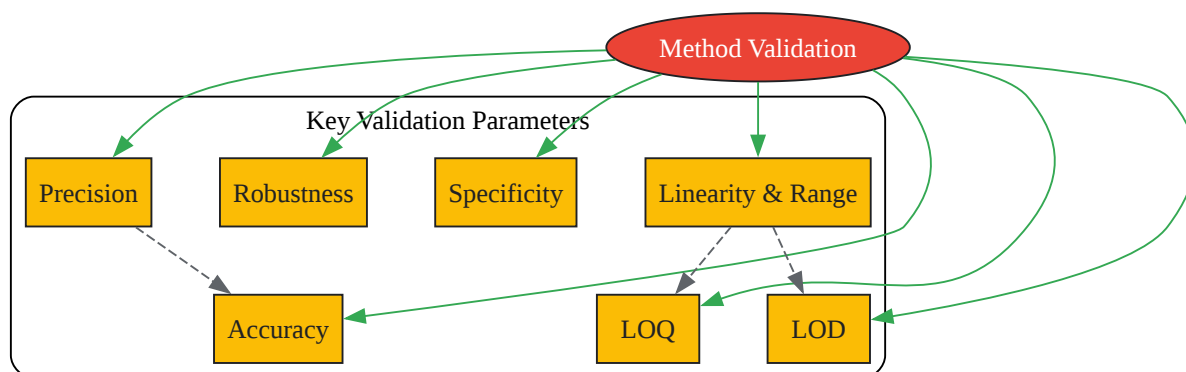 Method Validation
Key Validation Parameters
Precision
Robustness
Specificity
Linearity & Range
Accuracy
LOQ
LOD